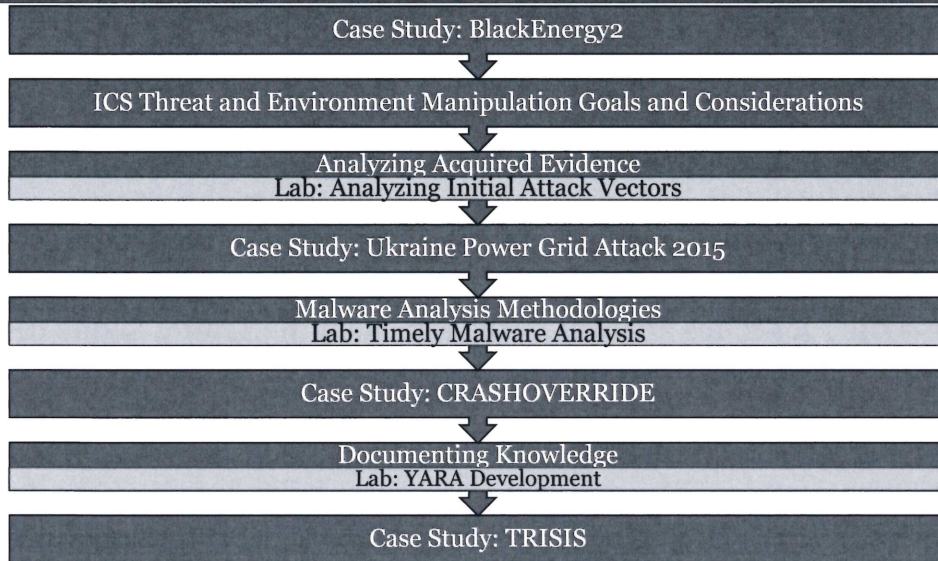 Case Study: BlackEnergy2
ICS Threat and Environment Manipulation Goals and Considerations
Analyzing Acquired Evidence
Lab: Analyzing Initial Attack Vectors
Case Study: Ukraine Power Grid Attack 2015
Malware Analysis Methodologies
Lab: Timely Malware Analysis
Case Study: CRASHOVERRIDE
Documenting Knowledge
Lab: YARA Development
Case Study: TRISIS